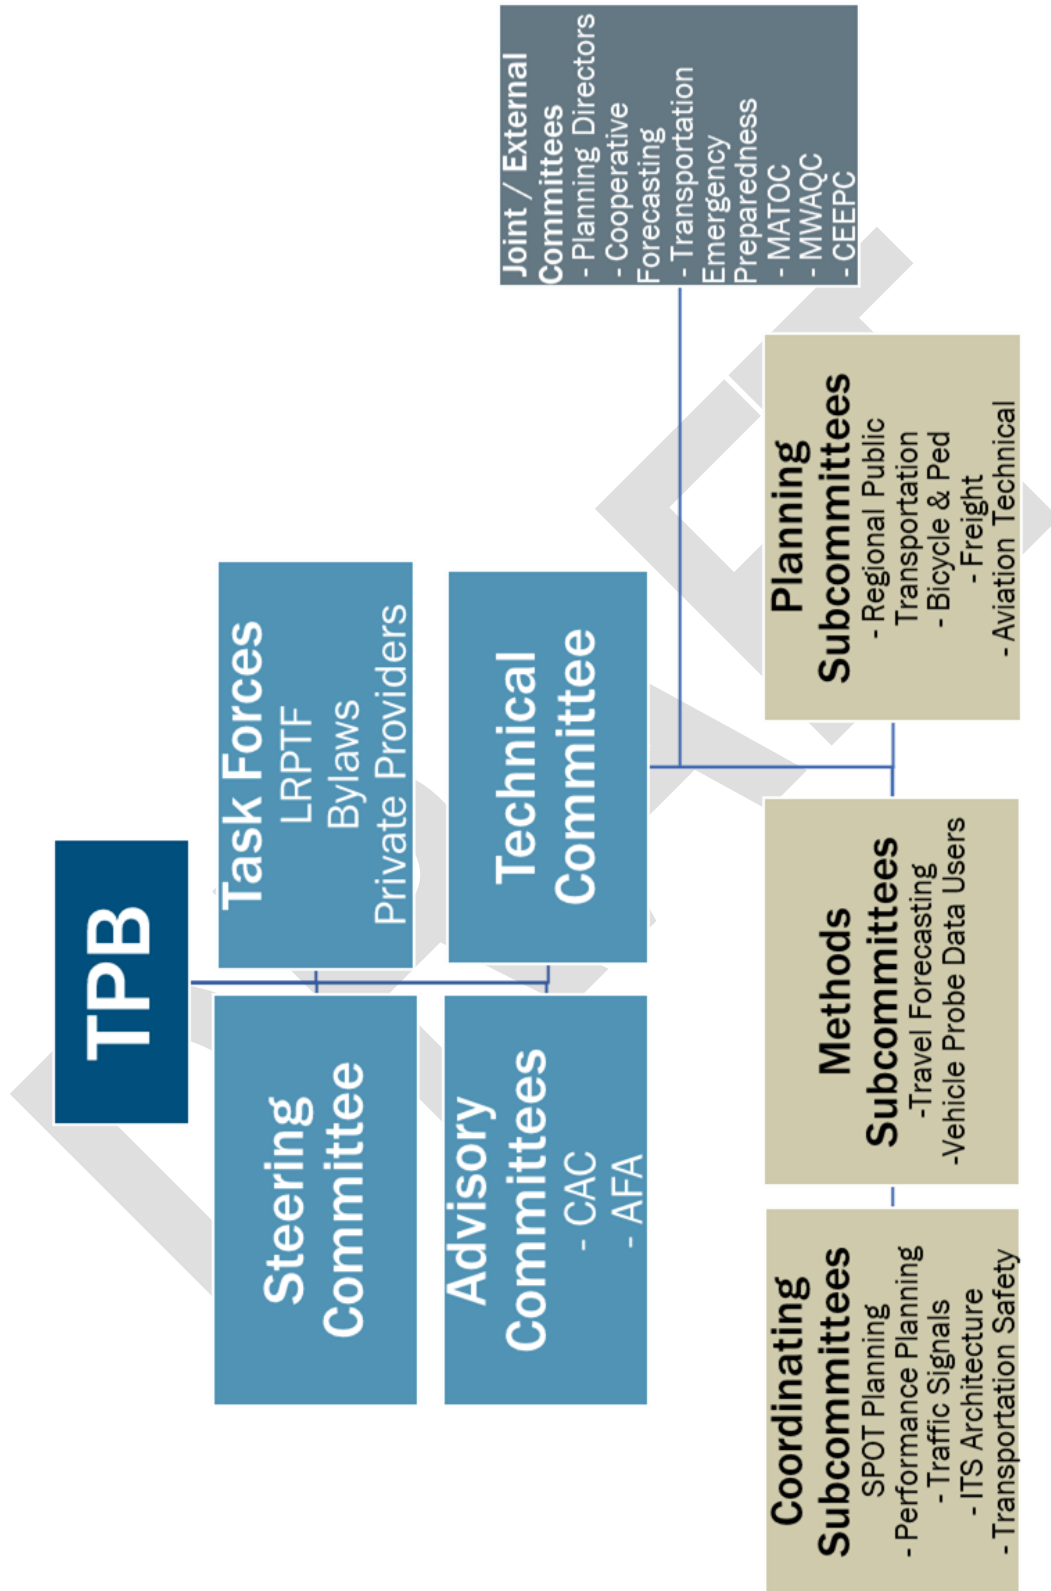 TPB
Steering
Committee
Task Forces
LRPTF
Bylaws
Private Providers
Advisory
Committees
- CAC
- AFA
Technical
Committee
Joint / External
Committees
- Planning Directors
- Cooperative
Forecasting
- Transportation
Emergency
Preparedness
- MATOC
- MWAQC
- CEEPC
Coordinating
Subcommittees
SPOT Planning
- Performance Planning
- Traffic Signals
- ITS Architecture
- Transportation Safety
Methods
Subcommittees
-Travel Forecasting
-Vehicle Probe Data Users
Planning
Subcommittees
- Regional Public
Transportation
- Bicycle & Ped
- Freight
- Aviation Technical
DRAFT